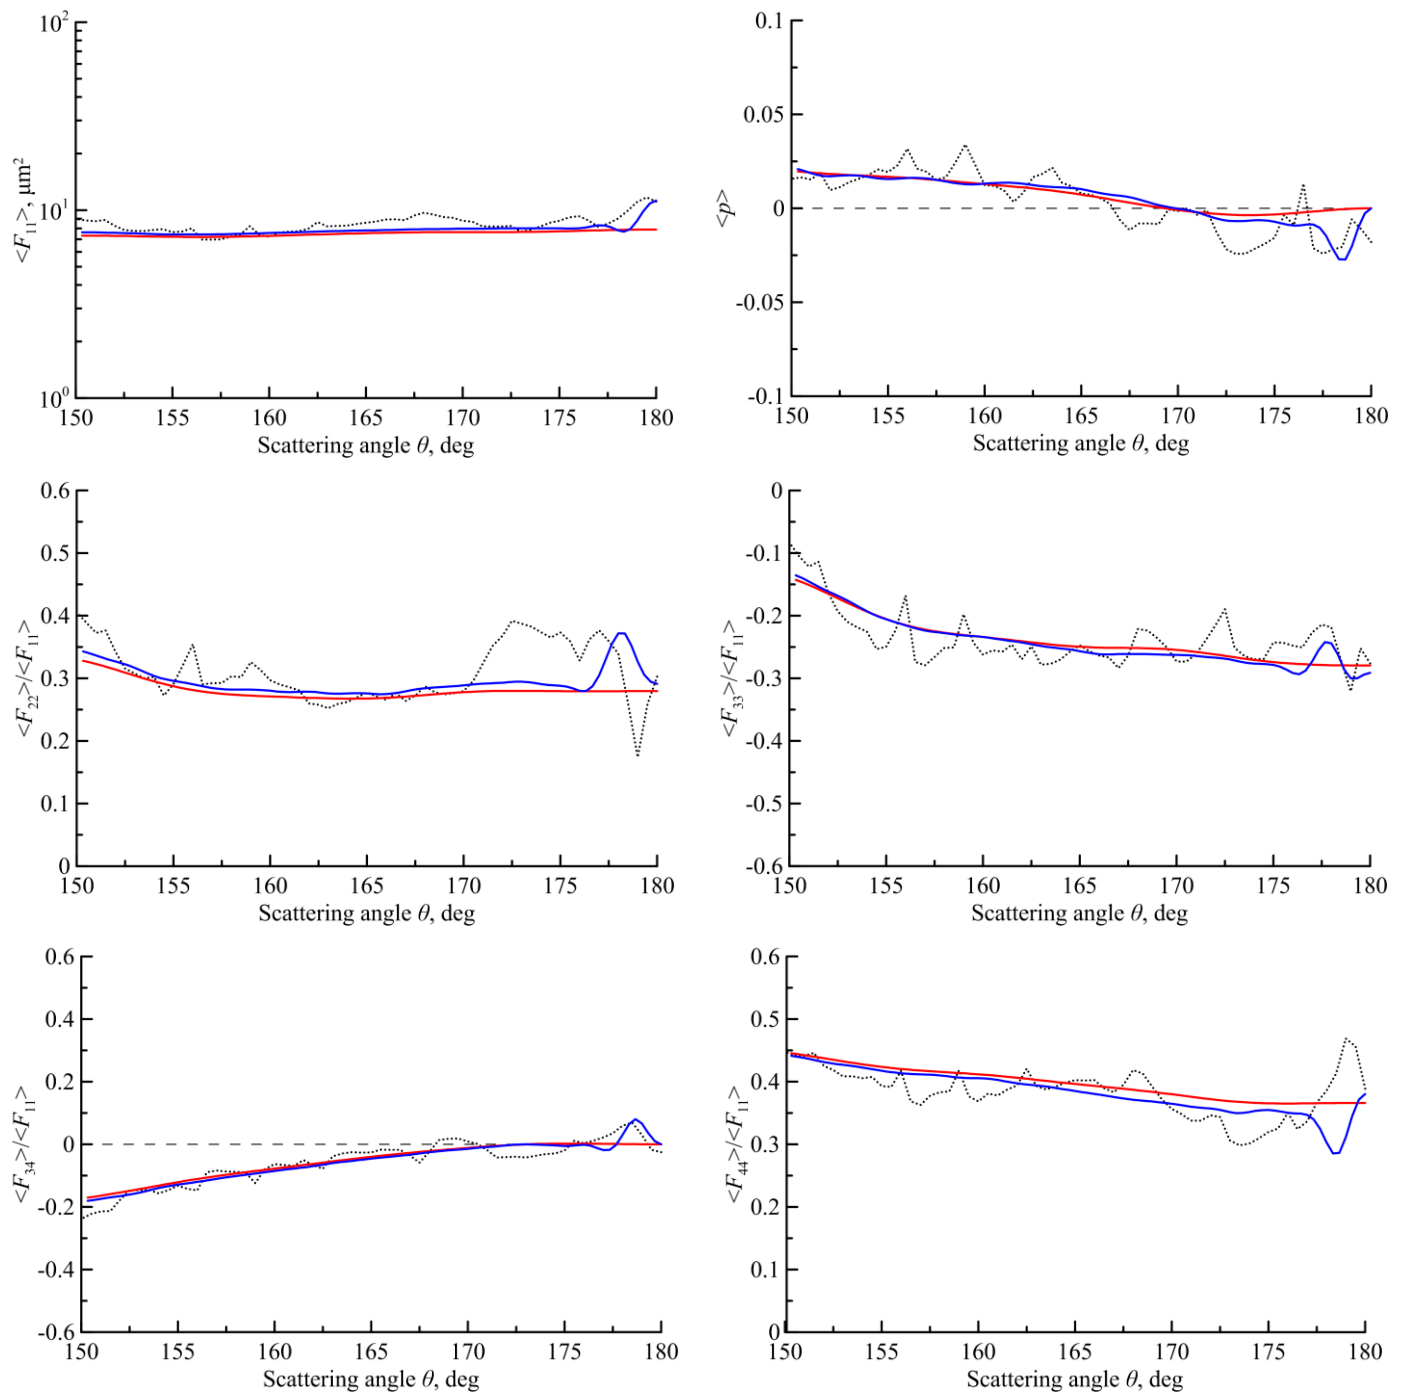 10²
10¹
10⁰
<F₁₁>, μm²
150 155 160 165 170 175 180
Scattering angle θ, deg
0.1
0.05
0
-0.05
-0.1
<p>
150 155 160 165 170 175 180
Scattering angle θ, deg
0.6
0.5
0.4
0.3
0.2
0.1
0
<F₂₂>/<F₁₁>
150 155 160 165 170 175 180
Scattering angle θ, deg
0
-0.1
-0.2
-0.3
-0.4
-0.5
-0.6
<F₃₃>/<F₁₁>
150 155 160 165 170 175 180
Scattering angle θ, deg
0.6
0.4
0.2
0
-0.2
-0.4
-0.6
<F₃₄>/<F₁₁>
150 155 160 165 170 175 180
Scattering angle θ, deg
0.6
0.5
0.4
0.3
0.2
0.1
0
<F₄₄>/<F₁₁>
150 155 160 165 170 175 180
Scattering angle θ, deg